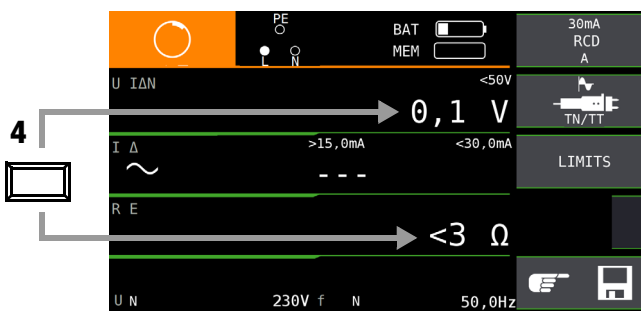 PE
L N
BAT
MEM
30mA
RCD
A
U IΔN <50V
0,1 V
TN/TT
4
I Δ >15,0mA <30,0mA
---
LIMITS
R E
<3 Ω
U N 230V f N 50,0Hz